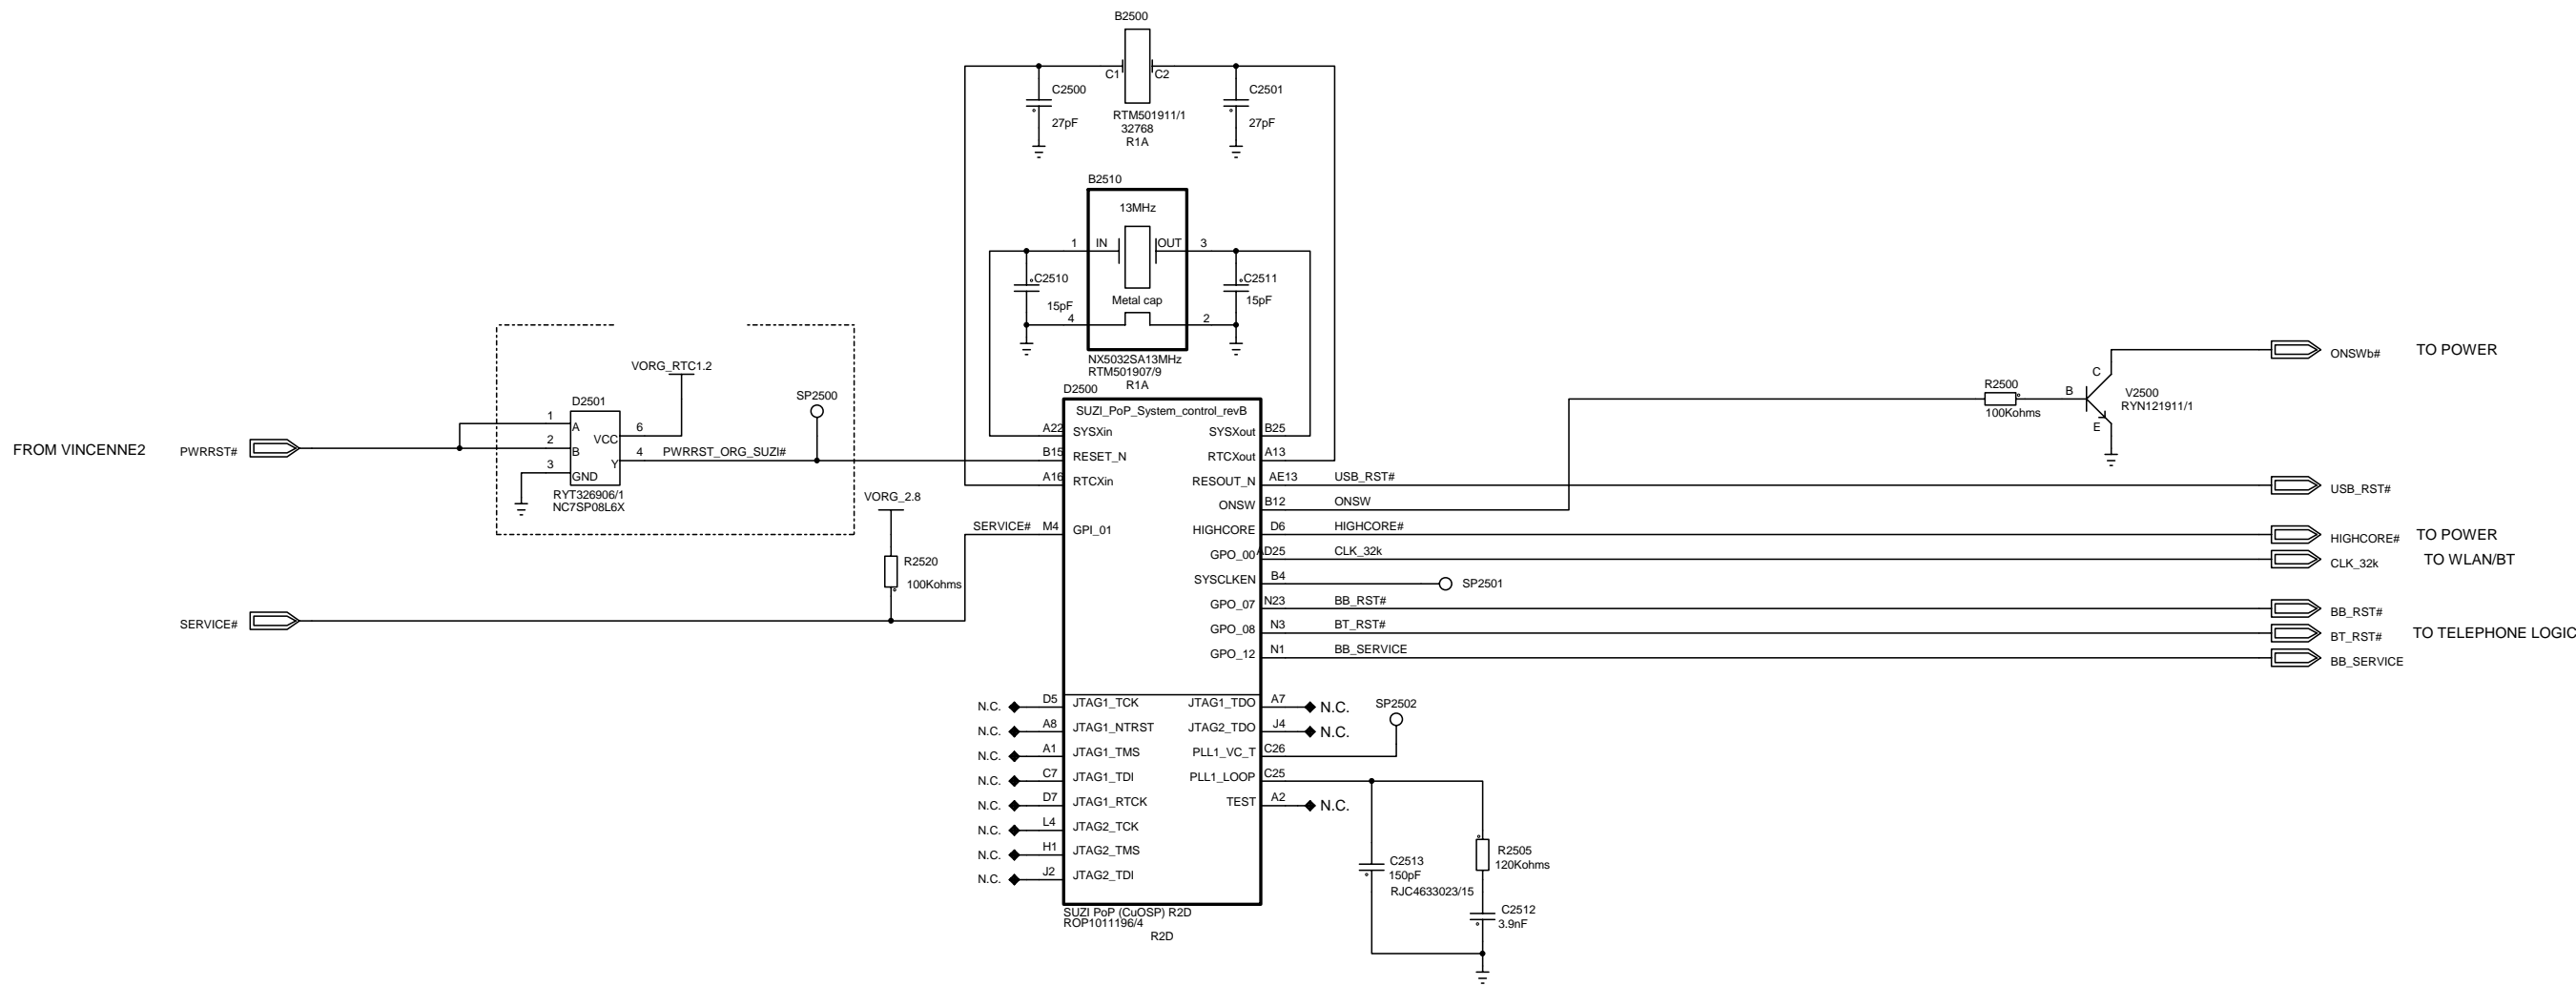 B2500
C1
C2
C2500
27pF
C2501
27pF
RTM501911/1
32768
R1A
B2510
13MHz
1
IN
OUT
3
C2510
15pF
C2511
15pF
Metal cap
4
2
NX5032SA13MHz
RTM501907/9
R1A
VORG_RTC1.2
SP2500
D2501
1
A
2
B
3
GND
VCC
6
Y
4
PWRRST_ORG_SUZI#
RYT326906/1
NC7SP08L6X
FROM VINCENNE2
PWRRST#
VORG_2.8
R2520
100Kohms
SERVICE#
SERVICE#
D2500
SUZI_PoP_System_control_revB
A22
SYSXin
B15
RESET_N
A16
RTCXin
M4
GPI_01
SYSXout
B25
RTCXout
A13
RESOUT_N
AE13
USB_RST#
ONSW
B12
ONSW
HIGHCORE
D6
HIGHCORE#
GPO_00
AD25
CLK_32k
SYSCLKEN
B4
SP2501
GPO_07
N23
BB_RST#
GPO_08
N3
BT_RST#
GPO_12
N1
BB_SERVICE
R2500
100Kohms
C
B
E
V2500
RYN121911/1
ONSWb#
TO POWER
USB_RST#
HIGHCORE#
TO POWER
CLK_32k
TO WLAN/BT
BB_RST#
BT_RST#
TO TELEPHONE LOGIC
BB_SERVICE
N.C.
D5
JTAG1_TCK
N.C.
A8
JTAG1_NTRST
N.C.
A1
JTAG1_TMS
N.C.
C7
JTAG1_TDI
N.C.
D7
JTAG1_RTCK
N.C.
L4
JTAG2_TCK
N.C.
H1
JTAG2_TMS
N.C.
J2
JTAG2_TDI
JTAG1_TDO
A7
N.C.
JTAG2_TDO
J4
N.C.
PLL1_VC_T
C26
SP2502
PLL1_LOOP
C25
TEST
A2
N.C.
C2513
150pF
RJC4633023/15
R2505
120Kohms
C2512
3.9nF
SUZI PoP (CuOSP) R2D
ROP1011196/4
R2D